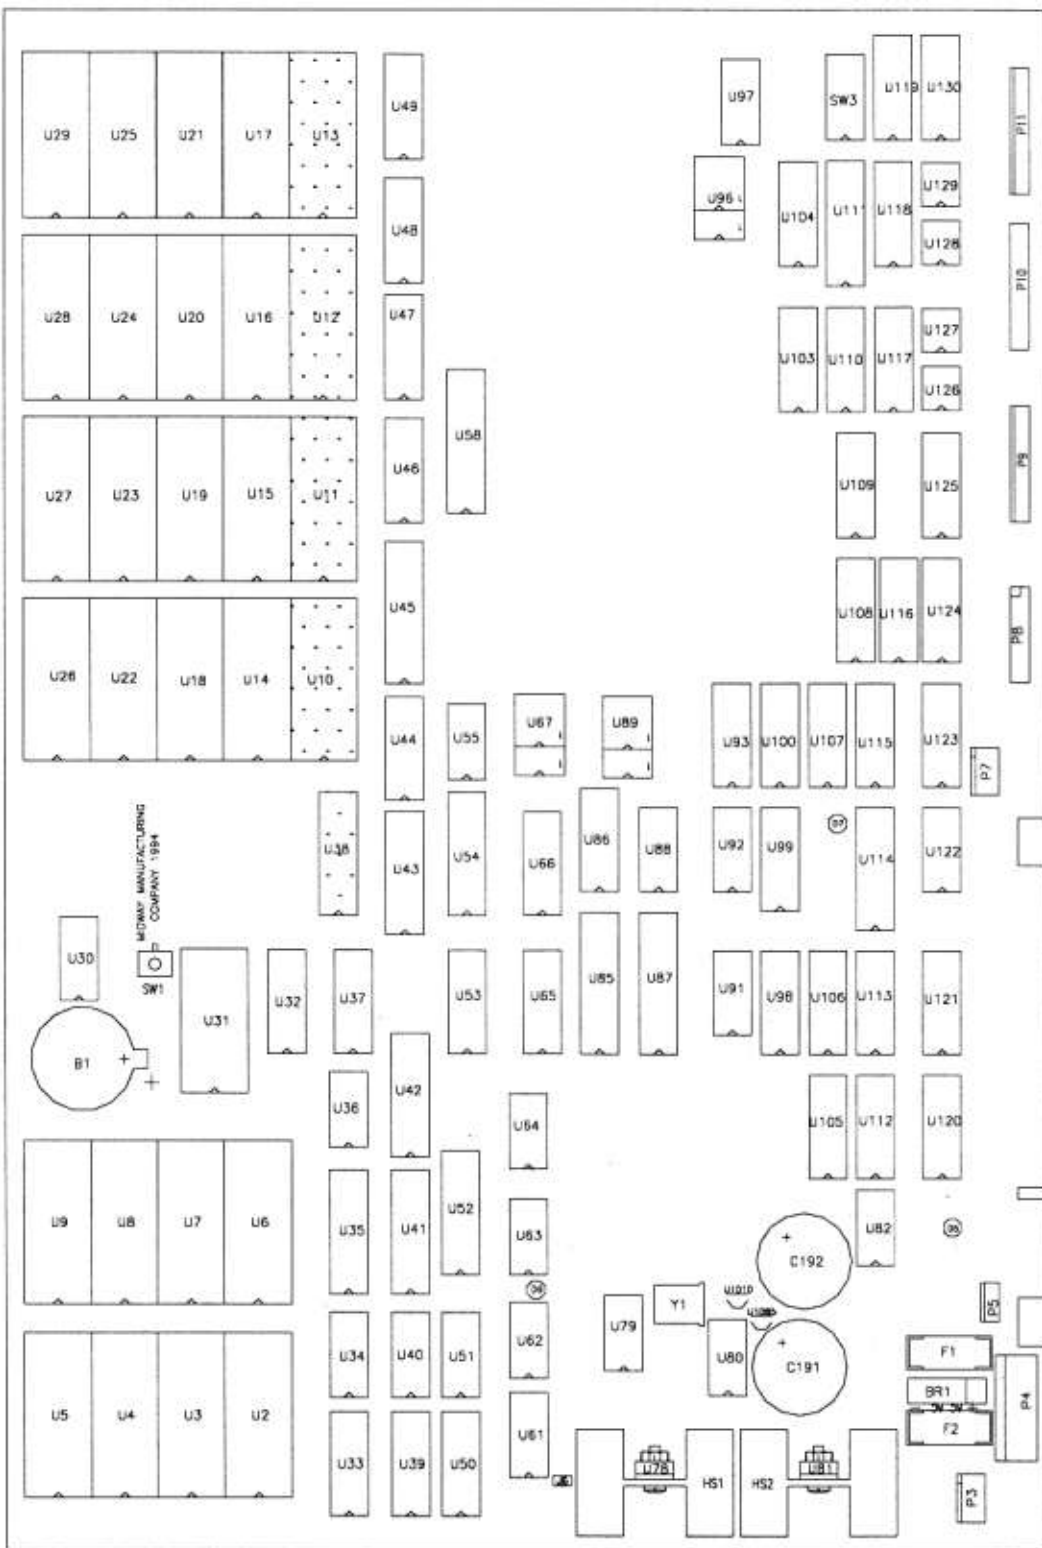 U29 U25 U21 U17 U13 U49 U97 SW3 U119 U130 P11
U96 U104 U111 U118 U129
U48 U128 P10
U28 U24 U20 U16 U12 U47 U103 U110 U117 U127
U126
U58 P9
U27 U23 U19 U15 U11 U46 U109 U125
U45 U108 U116 U124 P8
U26 U22 U18 U14 U10
U44 U55 U67 U89 U93 U100 U107 U115 U123 P7
MIDWAY MANUFACTURING
COMPANY 1994
U38 U43 U54 U66 U86 U88 U92 U99 D7 U114 U122
U30 SW1 U31 U32 U37 U53 U65 U85 U87 U91 U98 U106 U113 U121
B1 + +
U36 U42 U64 U105 U112 U120
U9 U8 U7 U6 U35 U41 U52 U63 U82
+ C192
Y1 P5
U34 U40 U51 U62 U79 U80 + C191 F1
BR1
AC AC
F2 P4
U5 U4 U3 U2
U33 U39 U50 U61 U78 HS1 HS2 U81 P3